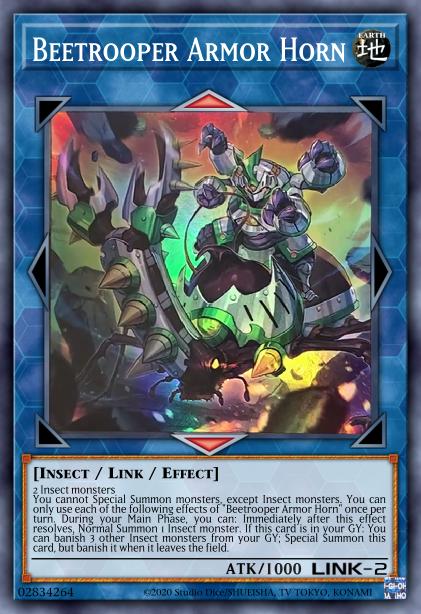 BEETROOPER ARMOR HORN
EARTH
地
[INSECT / LINK / EFFECT]
2 Insect monsters
You cannot Special Summon monsters, except Insect monsters. You can
only use each of the following effects of "Beetrooper Armor Horn" once per
turn. During your Main Phase, you can: Immediately after this effect
resolves, Normal Summon 1 Insect monster. If this card is in your GY: You
can banish 3 other Insect monsters from your GY; Special Summon this
card, but banish it when it leaves the field.
ATK/1000 LINK-2
02834264
©2020 Studio Dice/SHUEISHA, TV TOKYO, KONAMI